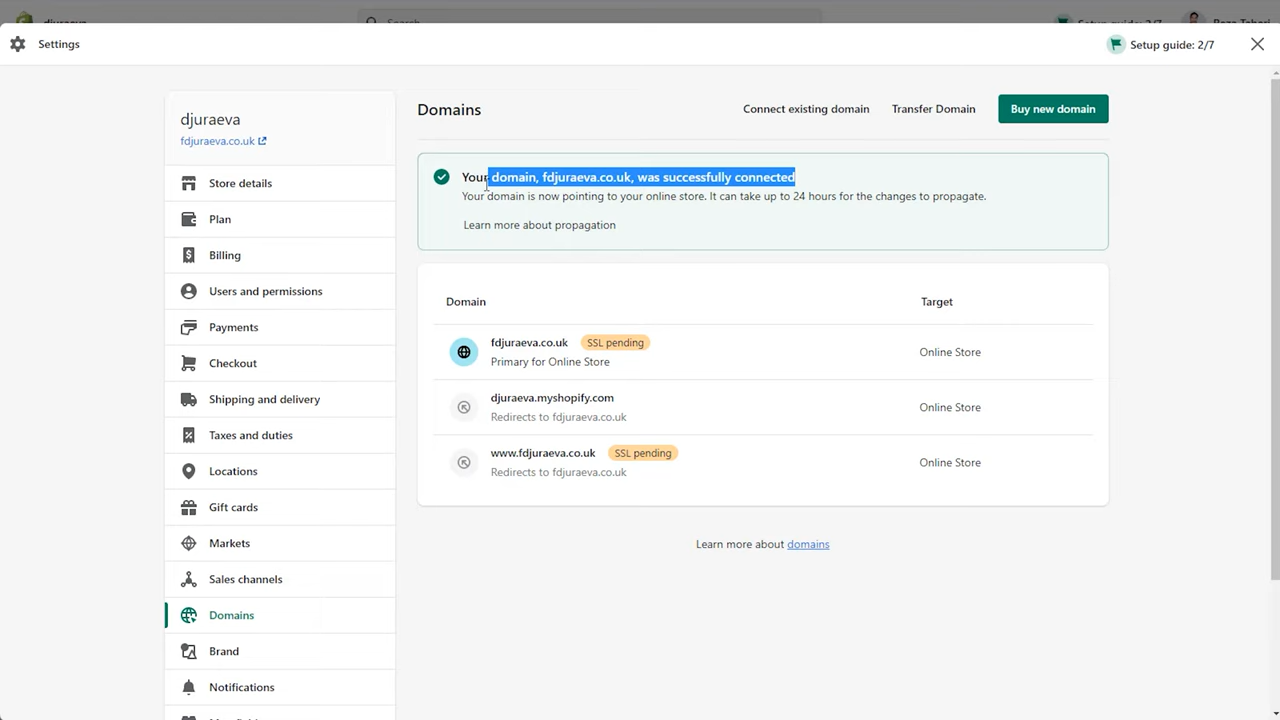 Settings
Setup guide: 2/7
djuraeva
fdjuraeva.co.uk
Store details
Plan
Billing
Users and permissions
Payments
Checkout
Shipping and delivery
Taxes and duties
Locations
Gift cards
Markets
Sales channels
Domains
Brand
Notifications
Domains
Connect existing domain
Transfer Domain
Buy new domain
Your domain, fdjuraeva.co.uk, was successfully connected
Your domain is now pointing to your online store. It can take up to 24 hours for the changes to propagate.
Learn more about propagation
Domain Target
fdjuraeva.co.uk SSL pending
Primary for Online Store
Online Store
djuraeva.myshopify.com
Redirects to fdjuraeva.co.uk
Online Store
www.fdjuraeva.co.uk SSL pending
Redirects to fdjuraeva.co.uk
Online Store
Learn more about domains